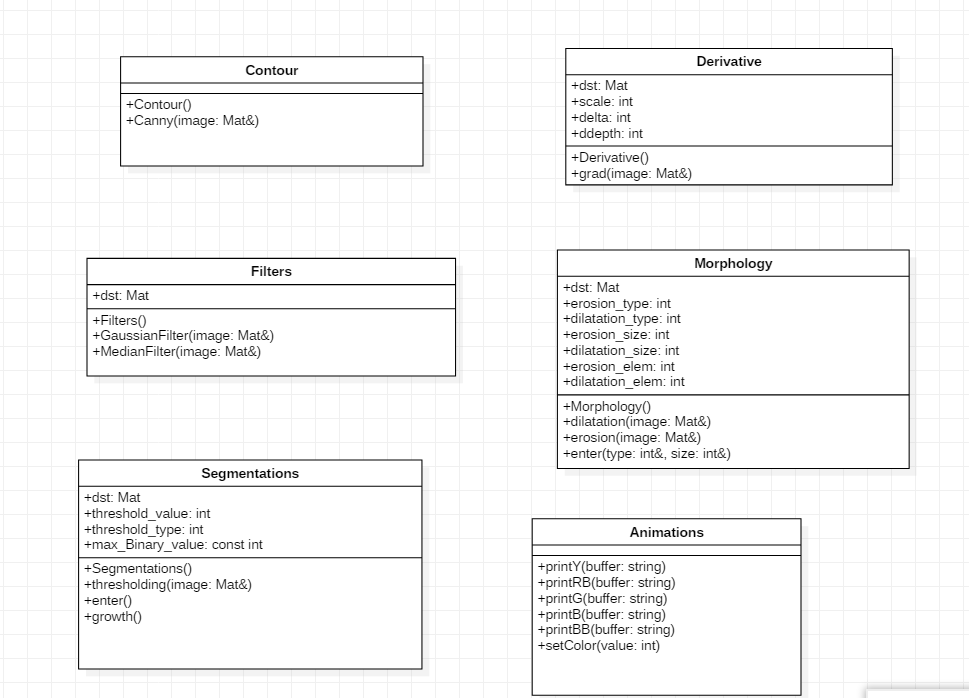 Contour
+Contour()
+Canny(image: Mat&)
Derivative
+dst: Mat
+scale: int
+delta: int
+ddepth: int
+Derivative()
+grad(image: Mat&)
Filters
+dst: Mat
+Filters()
+GaussianFilter(image: Mat&)
+MedianFilter(image: Mat&)
Morphology
+dst: Mat
+erosion_type: int
+dilatation_type: int
+erosion_size: int
+dilatation_size: int
+erosion_elem: int
+dilatation_elem: int
+Morphology()
+dilatation(image: Mat&)
+erosion(image: Mat&)
+enter(type: int&, size: int&)
Segmentations
+dst: Mat
+threshold_value: int
+threshold_type: int
+max_Binary_value: const int
+Segmentations()
+thresholding(image: Mat&)
+enter()
+growth()
Animations
+printY(buffer: string)
+printRB(buffer: string)
+printG(buffer: string)
+printB(buffer: string)
+printBB(buffer: string)
+setColor(value: int)